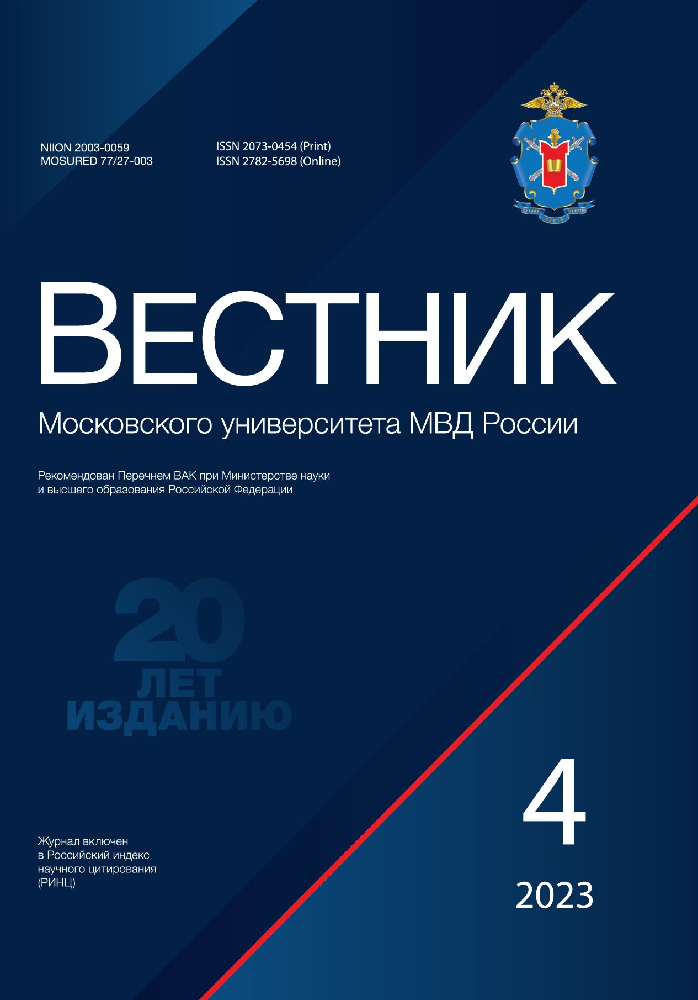 NIION 2003-0059
MOSURED 77/27-003
ISSN 2073-0454 (Print)
ISSN 2782-5698 (Online)
ЗНАНИЯ ЧЕСТЬ ОТЕЧЕСТВО
ВЕСТНИК
Московского университета МВД России
Рекомендован Перечнем ВАК при Министерстве науки
и высшего образования Российской Федерации
20
ЛЕТ
ИЗДАНИЮ
4
2023
Журнал включен
в Российский индекс
научного цитирования
(РИНЦ)